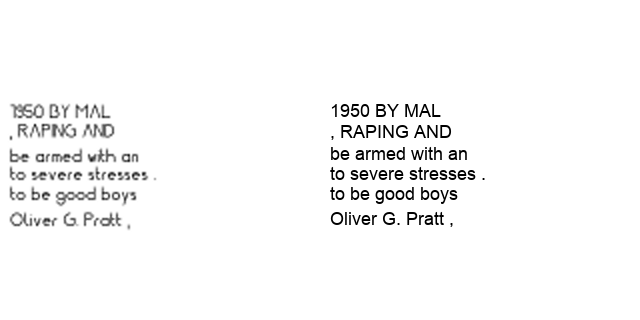 1950 BY MAL
, RAPING AND
be armed with an
to severe stresses .
to be good boys
Oliver G. Pratt ,
1950 BY MAL
, RAPING AND
be armed with an
to severe stresses .
to be good boys
Oliver G. Pratt ,